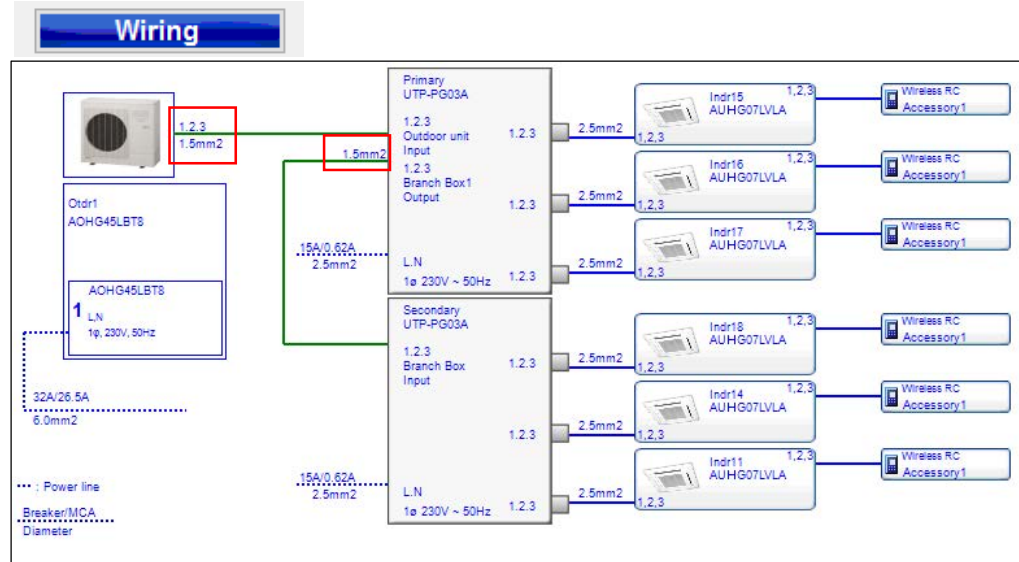 Wiring
1.2.3
1.5mm2
Otdr1
AOHG45LBT8
AOHG45LBT8
1 L,N
1φ, 230V, 50Hz
32A/26.5A
6.0mm2
: Power line
Breaker/MCA
Diameter
1.5mm2
Primary
UTP-PG03A
1.2.3
Outdoor unit
Input
1.2.3
Branch Box1
Output
L.N
1ø 230V ~ 50Hz
15A/0.62A
2.5mm2
1.2.3
1.2.3
1.2.3
2.5mm2
1,2,3
Indr15
AUHG07LVLA
1,2,3
Wireless RC
Accessory1
2.5mm2
1,2,3
Indr16
AUHG07LVLA
1,2,3
Wireless RC
Accessory1
2.5mm2
1,2,3
Indr17
AUHG07LVLA
1,2,3
Wireless RC
Accessory1
Secondary
UTP-PG03A
1.2.3
Branch Box
Input
L.N
1ø 230V ~ 50Hz
15A/0.62A
2.5mm2
1.2.3
1.2.3
1.2.3
2.5mm2
1,2,3
Indr18
AUHG07LVLA
1,2,3
Wireless RC
Accessory1
2.5mm2
1,2,3
Indr14
AUHG07LVLA
1,2,3
Wireless RC
Accessory1
2.5mm2
1,2,3
Indr11
AUHG07LVLA
1,2,3
Wireless RC
Accessory1